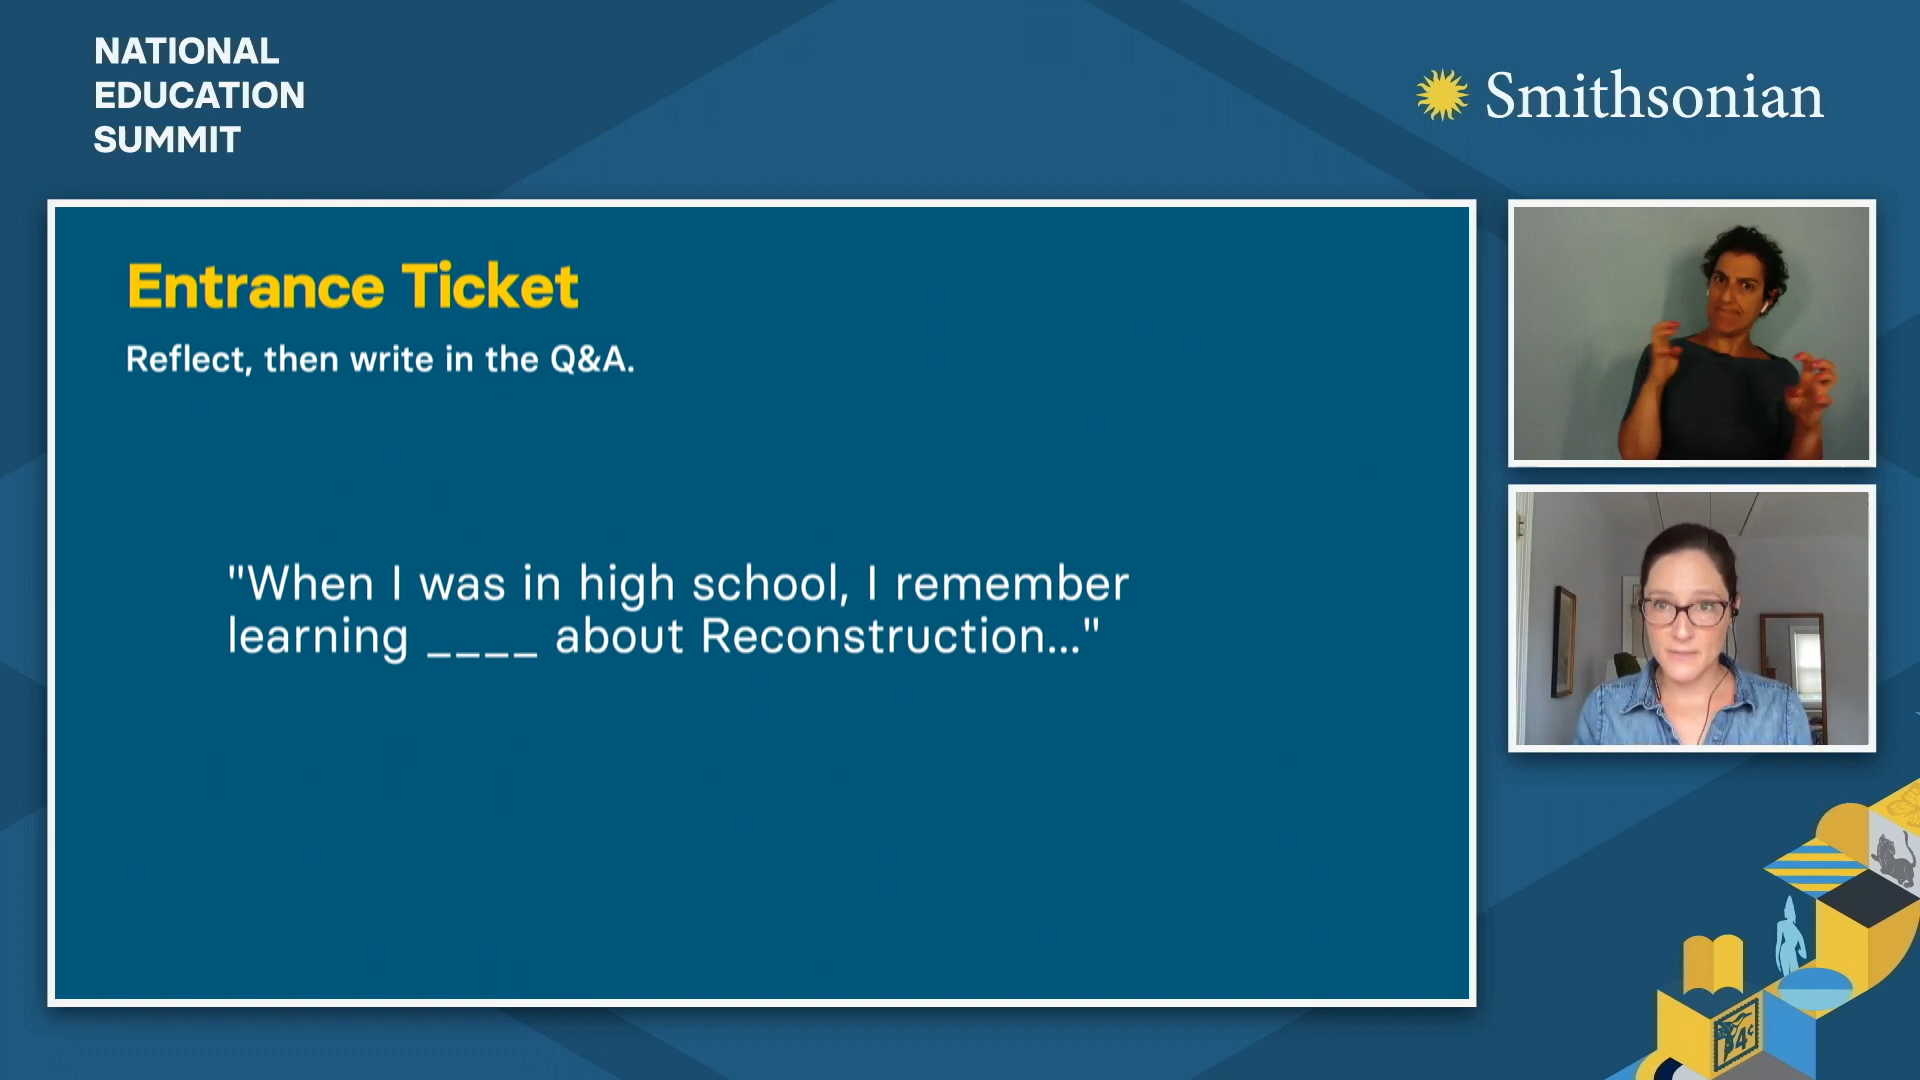 NATIONAL
EDUCATION
SUMMIT
Smithsonian
Entrance Ticket
Reflect, then write in the Q&A.
"When I was in high school, I remember
learning ____ about Reconstruction..."
4¢